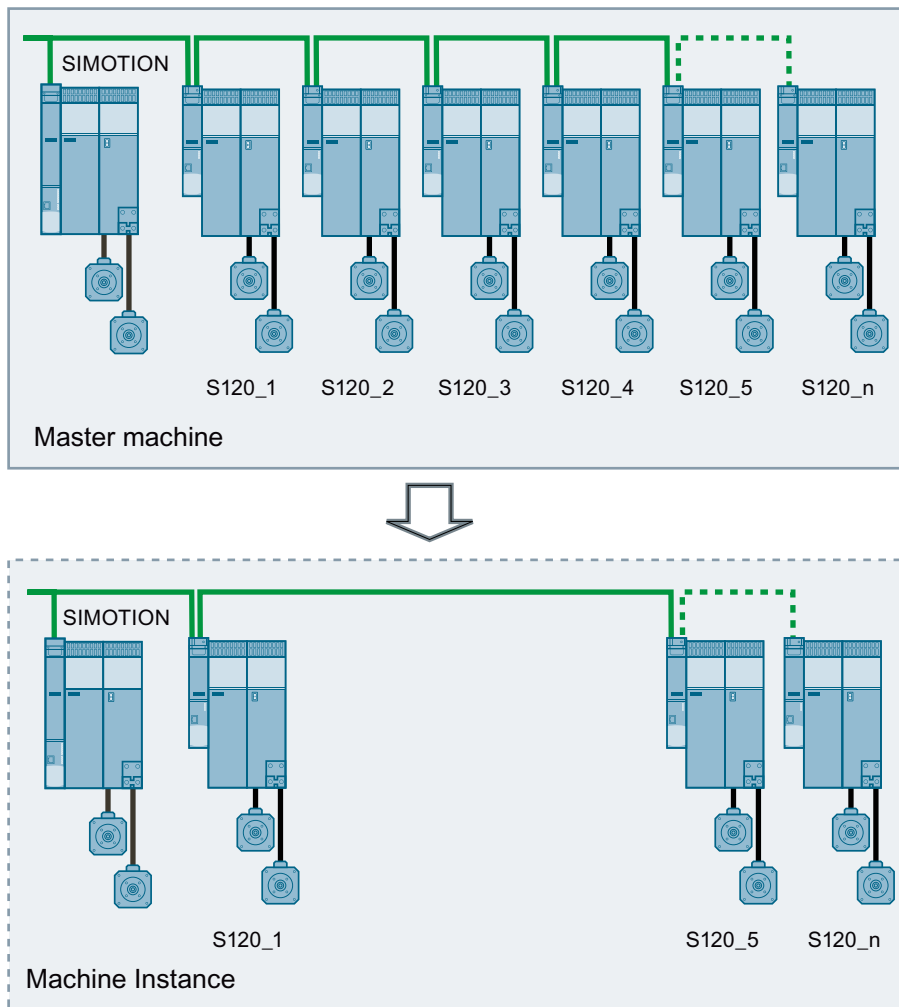 SIMOTION
S120_1 S120_2 S120_3 S120_4 S120_5 S120_n
Master machine
SIMOTION
S120_1 S120_5 S120_n
Machine Instance